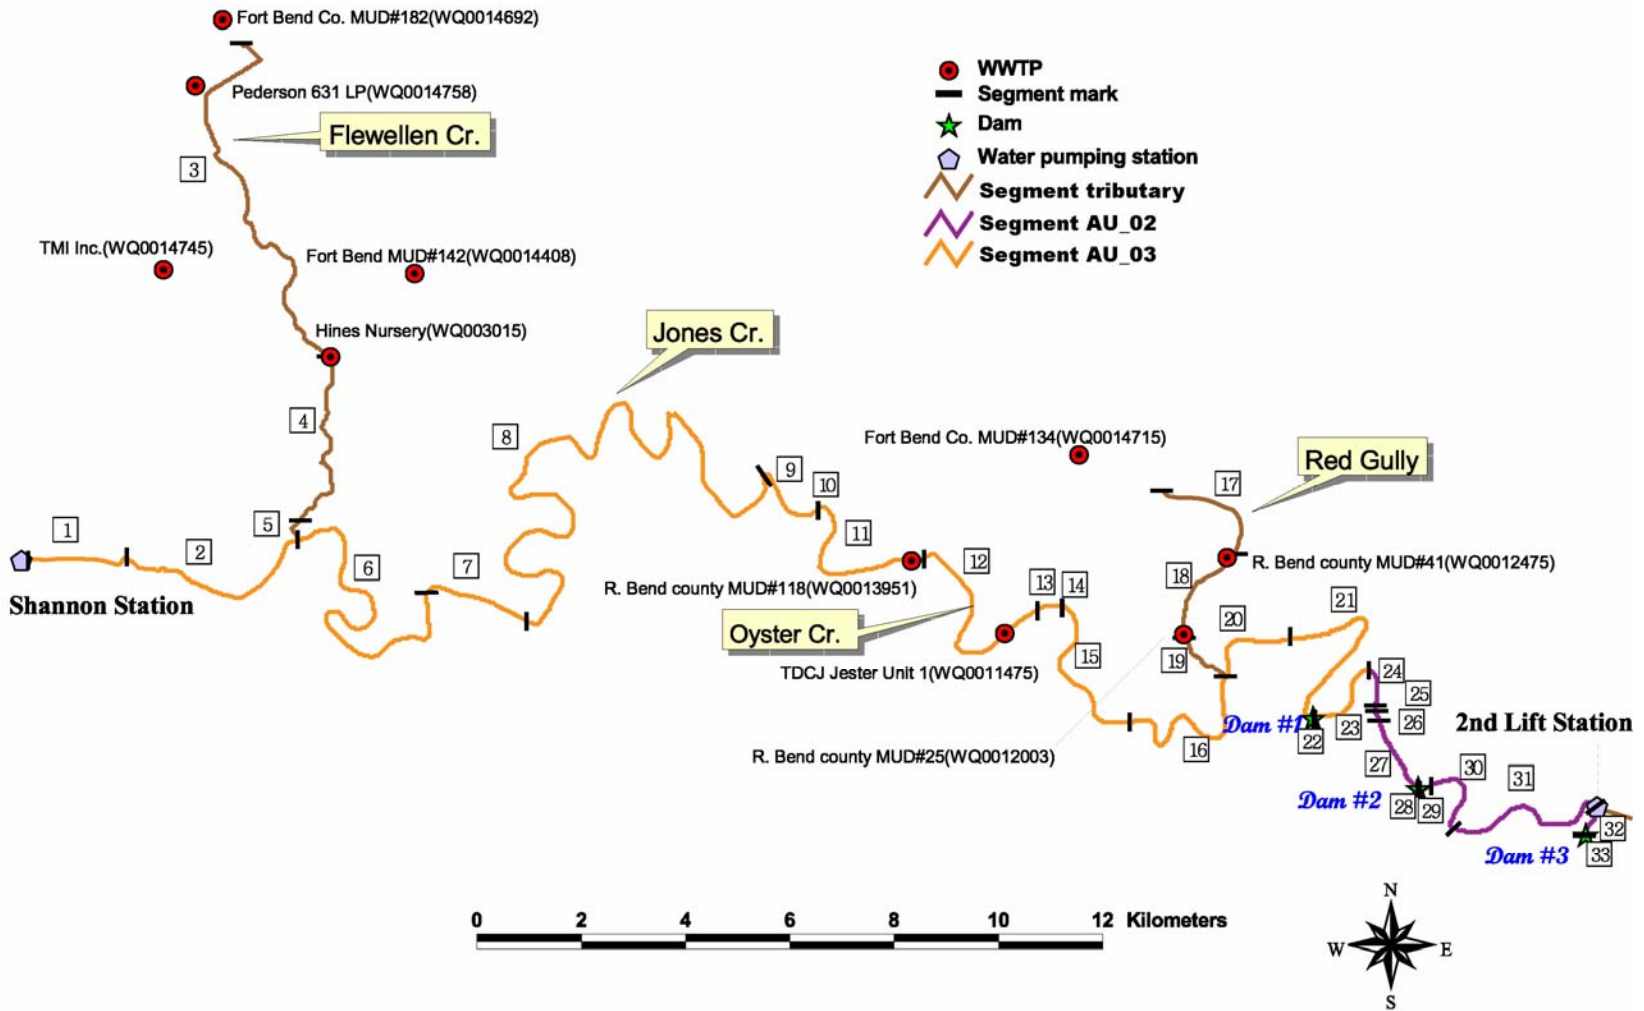 Fort Bend Co. MUD#182(WQ0014692)
Pederson 631 LP(WQ0014758)
Flewellen Cr.
3
TMI Inc.(WQ0014745)
Fort Bend MUD#142(WQ0014408)
Hines Nursery(WQ003015)
4
WWTP
Segment mark
Dam
Water pumping station
Segment tributary
Segment AU_02
Segment AU_03
Jones Cr.
8
Fort Bend Co. MUD#134(WQ0014715)
Red Gully
9
10
17
1
2
5
6
7
11
12
R. Bend county MUD#41(WQ0012475)
Shannon Station
R. Bend county MUD#118(WQ0013951)
13
14
18
Oyster Cr.
20
21
TDCJ Jester Unit 1(WQ0011475)
15
19
24
25
Dam #1
22
23
26
2nd Lift Station
R. Bend county MUD#25(WQ0012003)
16
27
30
31
Dam #2
28
29
32
Dam #3
33
0 2 4 6 8 10 12 Kilometers
N
W E
S